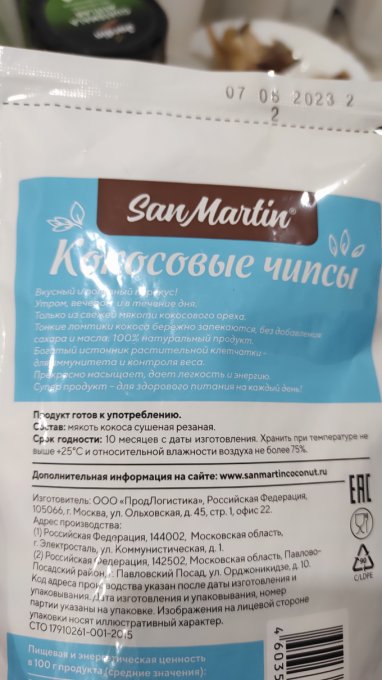 07 08 2023 2
2
SanMartin®
Кокосовые чипсы
Вкусный и полезный перекус!
Утром, вечером и в течение дня.
Только из свежей мякоти кокосового ореха.
Тонкие ломтики кокоса бережно запекаются, без добавления
сахара и масла. 100% натуральный продукт.
Богатый источник растительной клетчатки -
для иммунитета и контроля веса.
Прекрасно насыщает, дает легкость и энергию.
Супер продукт - для здорового питания на каждый день!
Продукт готов к употреблению.
Состав: мякоть кокоса сушеная резаная.
Срок годности: 10 месяцев с даты изготовления. Хранить при температуре не
выше +25°С и относительной влажности воздуха не более 75%.
Дополнительная информация на сайте: www.sanmartincoconut.ru
Изготовитель: ООО «ПродЛогистика», Российская Федерация,
105066, г. Москва, ул. Ольховская, д. 45, стр. 1, офис 22.
Адрес производства:
(1) Российская Федерация, 144002, Московская область,
г. Электросталь, ул. Коммунистическая, д. 1.
(2) Российская Федерация, 142502, Московская область, Павлово-
Посадский район, г. Павловский Посад, ул. Орджоникидзе, д. 10.
Код адреса производства указан после даты изготовления и
упаковывания. Дата изготовления и упаковывания, номер
партии указаны на упаковке. Изображения на лицевой стороне
упаковки носят иллюстративный характер.
СТО 17910261-001-2015
EAC
90
C/LDPE
Пищевая и энергетическая ценность
в 100 г продукта (средние значения):
4 6035